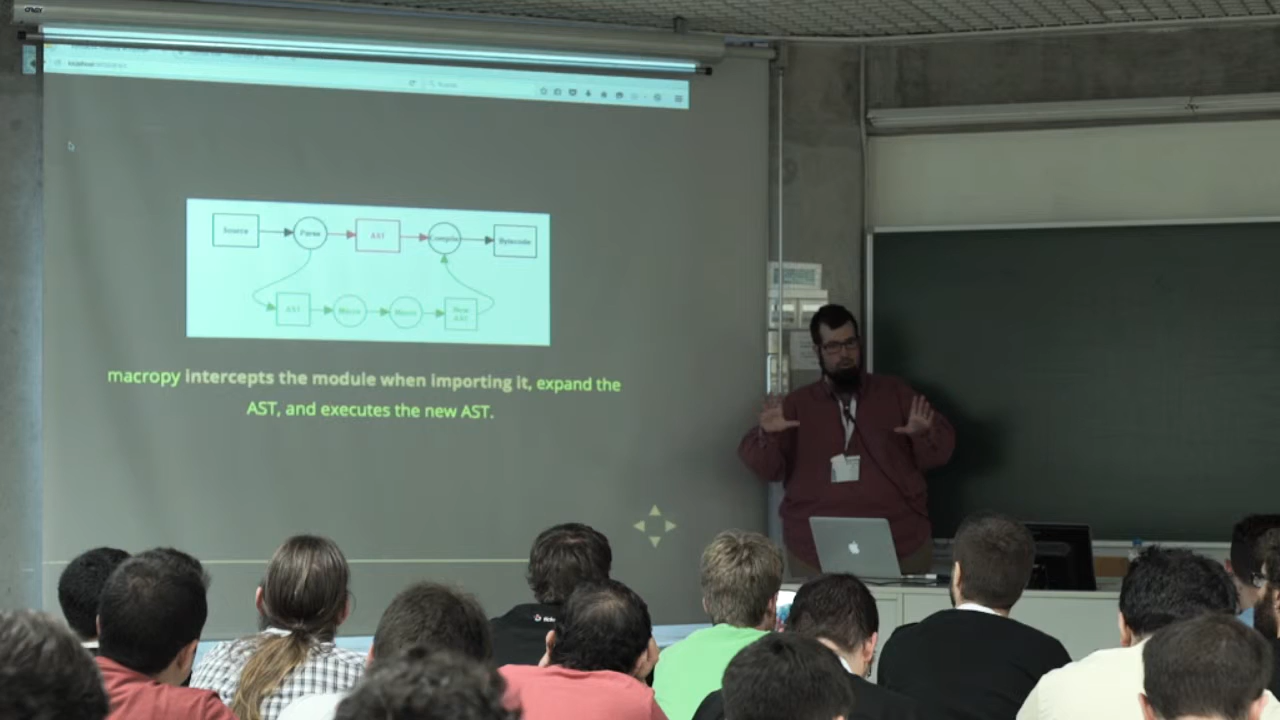 localhost
Source
Parse
AST
Compile
Bytecode
AST
Macro
Macro
New
AST
macropy intercepts the module when importing it, expand the
AST, and executes the new AST.